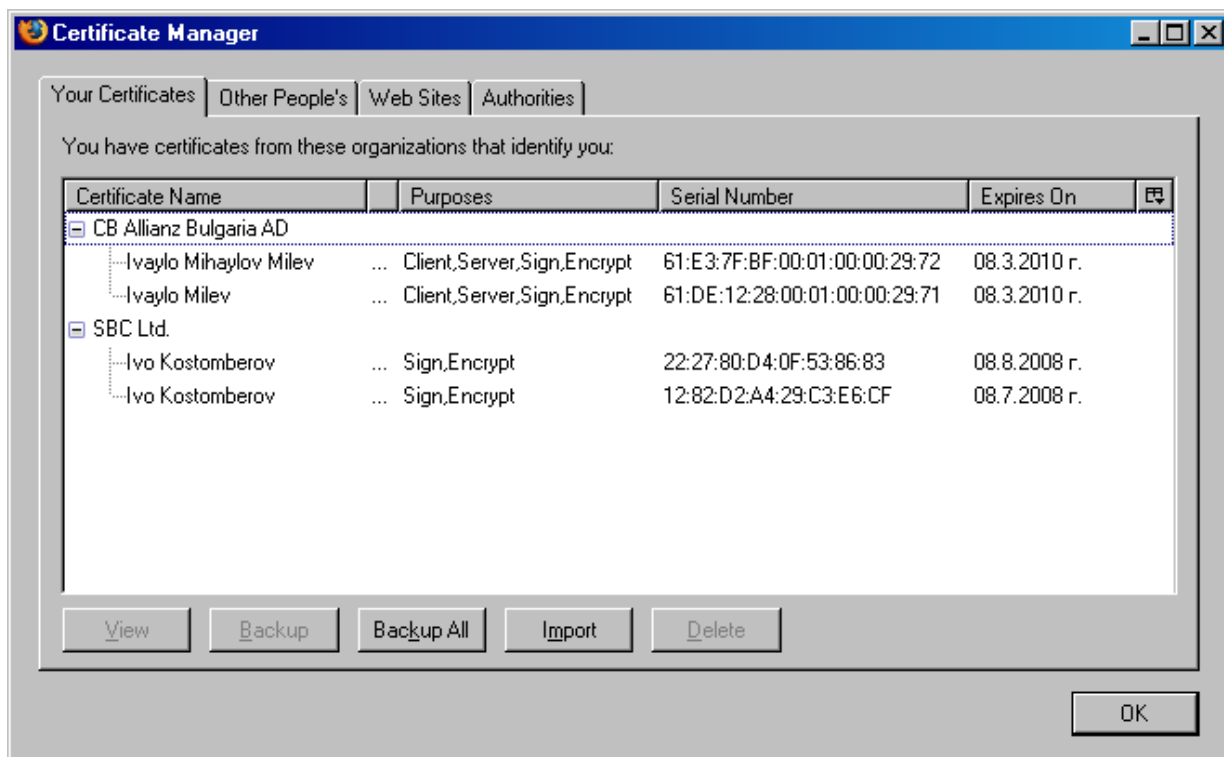 Certificate Manager
Your Certificates Other People's Web Sites Authorities
You have certificates from these organizations that identify you:
Certificate Name Purposes Serial Number Expires On
CB Allianz Bulgaria AD
Ivaylo Mihaylov Milev ... Client,Server,Sign,Encrypt 61:E3:7F:BF:00:01:00:00:29:72 08.3.2010 г.
Ivaylo Milev ... Client,Server,Sign,Encrypt 61:DE:12:28:00:01:00:00:29:71 08.3.2010 г.
SBC Ltd.
Ivo Kostomberov ... Sign,Encrypt 22:27:80:D4:0F:53:86:83 08.8.2008 г.
Ivo Kostomberov ... Sign,Encrypt 12:82:D2:A4:29:C3:E6:CF 08.7.2008 г.
View Backup Backup All Import Delete
OK